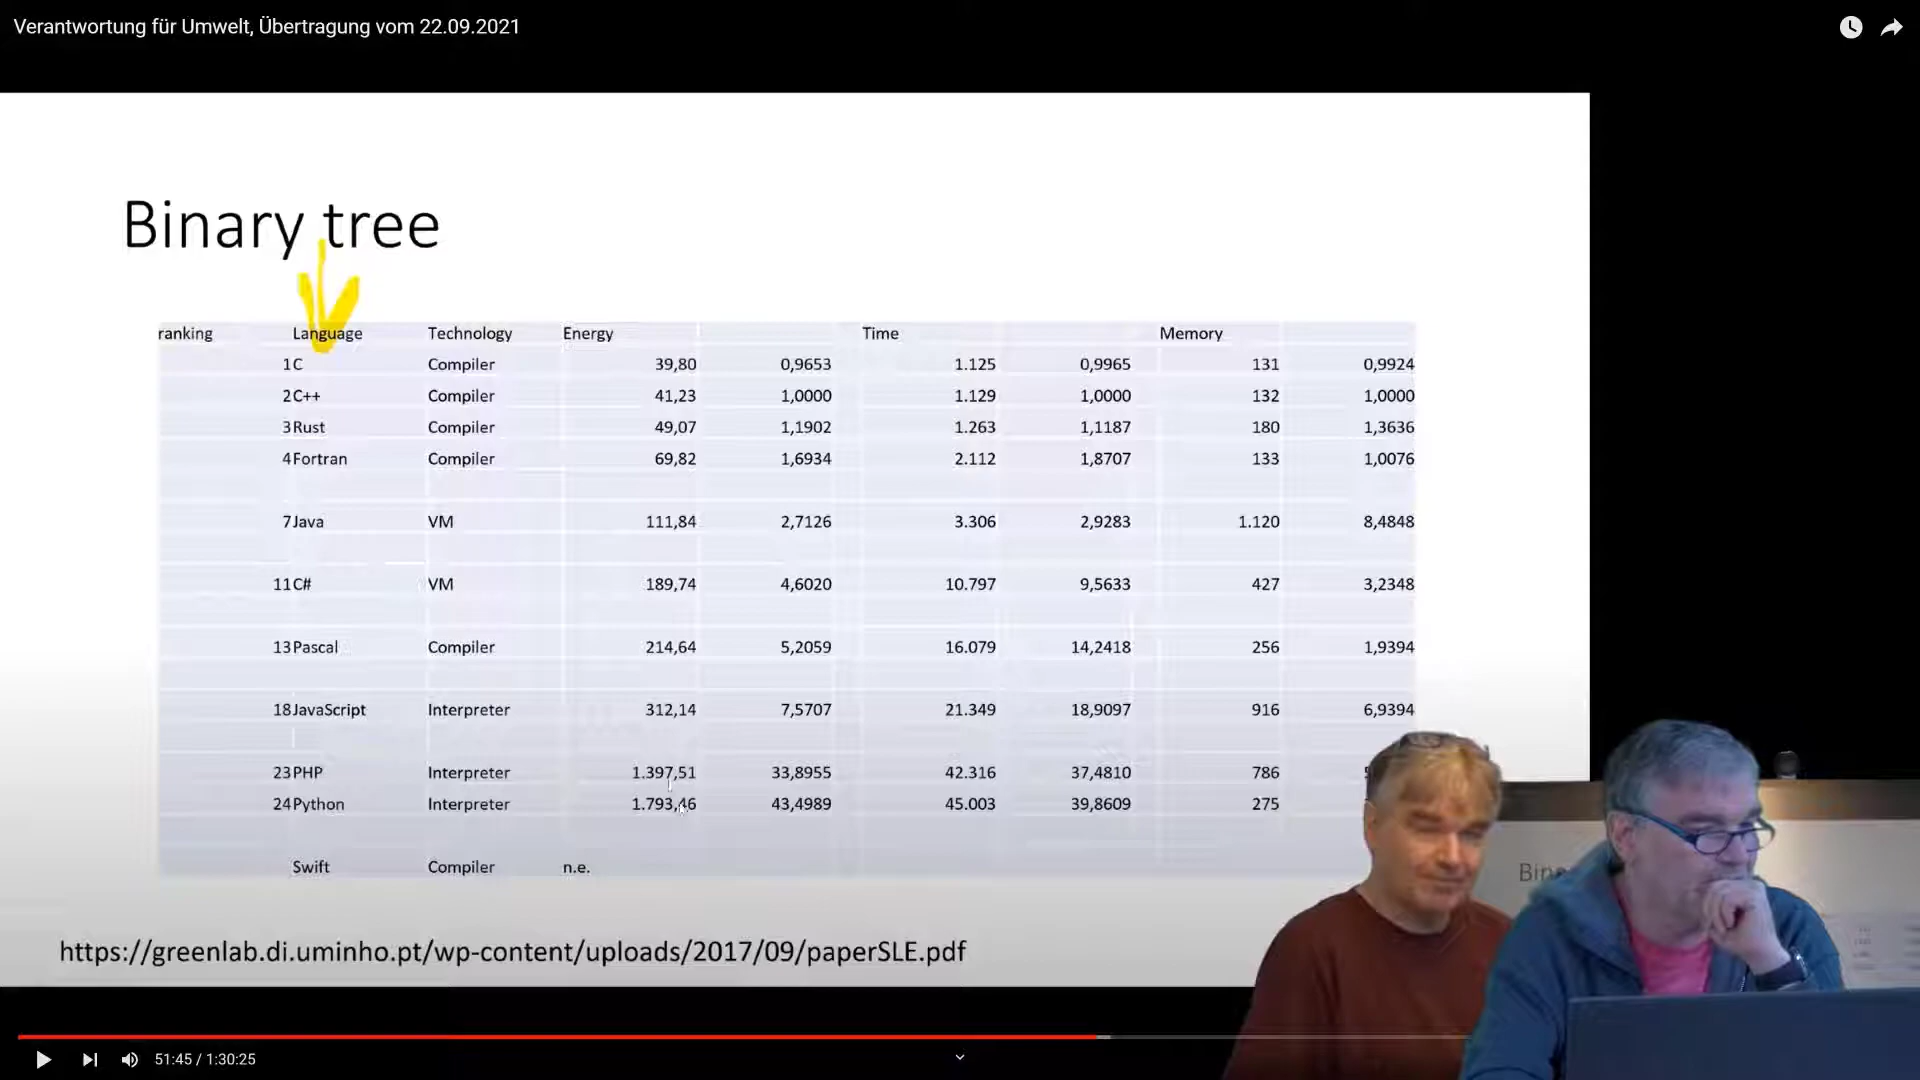 Verantwortung für Umwelt, Übertragung vom 22.09.2021
Binary tree
ranking Language Technology Energy Time Memory
1 C Compiler 39,80 0,9653 1.125 0,9965 131 0,9924
2 C++ Compiler 41,23 1,0000 1.129 1,0000 132 1,0000
3 Rust Compiler 49,07 1,1902 1.263 1,1187 180 1,3636
4 Fortran Compiler 69,82 1,6934 2.112 1,8707 133 1,0076
7 Java VM 111,84 2,7126 3.306 2,9283 1.120 8,4848
11 C# VM 189,74 4,6020 10.797 9,5633 427 3,2348
13 Pascal Compiler 214,64 5,2059 16.079 14,2418 256 1,9394
18 JavaScript Interpreter 312,14 7,5707 21.349 18,9097 916 6,9394
23 PHP Interpreter 1.397,51 33,8955 42.316 37,4810 786
24 Python Interpreter 1.793,46 43,4989 45.003 39,8609 275
Swift Compiler n.e.
https://greenlab.di.uminho.pt/wp-content/uploads/2017/09/paperSLE.pdf
51:45 / 1:30:25